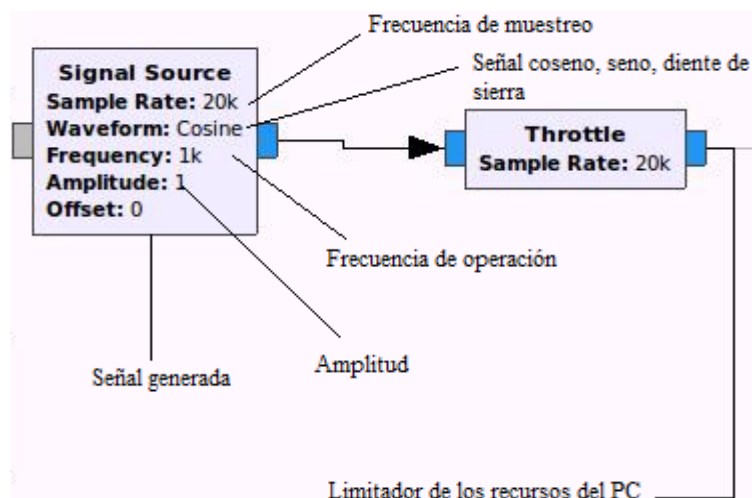 Frecuencia de muestreo
Signal Source
Sample Rate: 20k
Waveform: Cosine
Frequency: 1k
Amplitude: 1
Offset: 0
Señal coseno, seno, diente de
sierra
Throttle
Sample Rate: 20k
Frecuencia de operación
Amplitud
Señal generada
Limitador de los recursos del PC